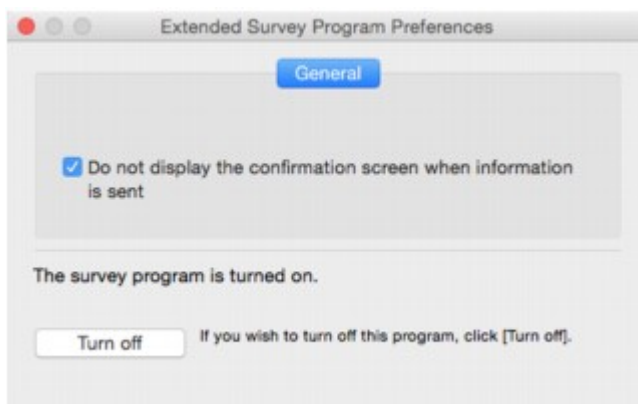 Extended Survey Program Preferences
General
Do not display the confirmation screen when information
is sent
The survey program is turned on.
Turn off
If you wish to turn off this program, click [Turn off].